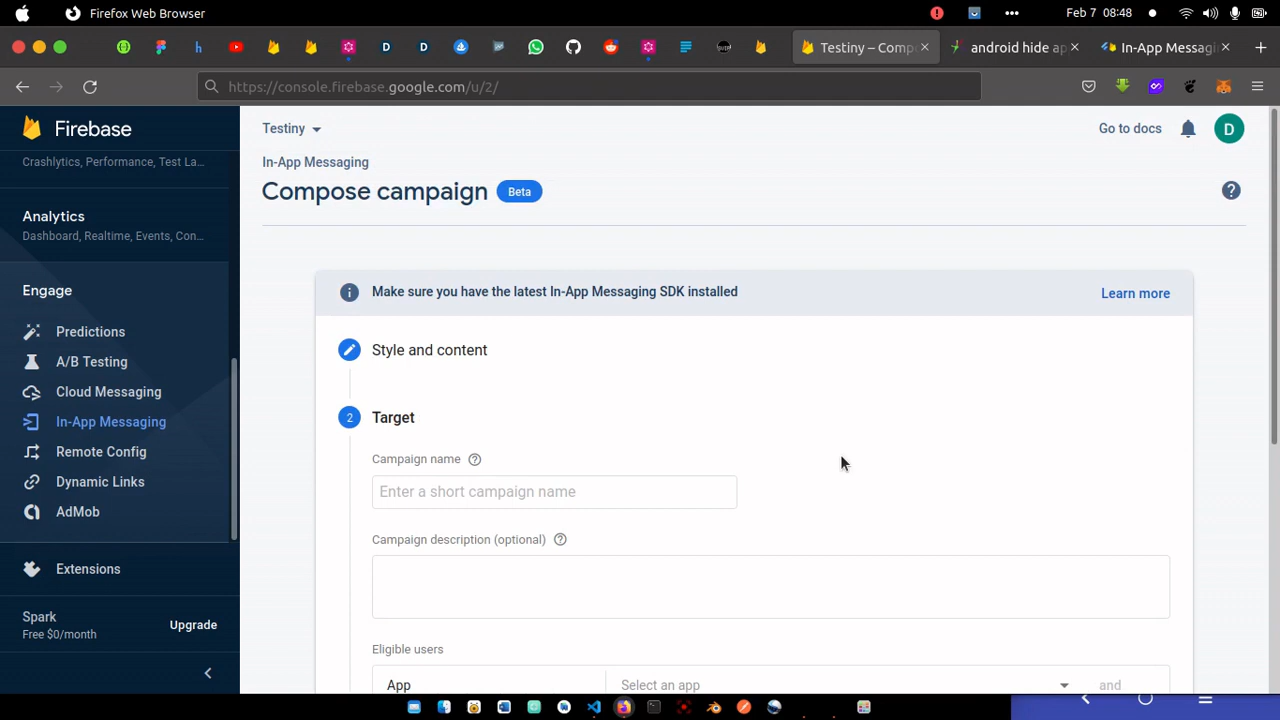 Firefox Web Browser
Feb 7 08:48
Testiny – Comp
android hide ap
In-App Messagi
https://console.firebase.google.com/u/2/
Firebase
Crashlytics, Performance, Test La...
Analytics
Dashboard, Realtime, Events, Con...
Engage
Predictions
A/B Testing
Cloud Messaging
In-App Messaging
Remote Config
Dynamic Links
AdMob
Extensions
Spark
Free $0/month
Upgrade
Testiny
Go to docs
D
In-App Messaging
Compose campaign
Beta
Make sure you have the latest In-App Messaging SDK installed
Learn more
Style and content
2 Target
Campaign name
Enter a short campaign name
Campaign description (optional)
Eligible users
App
Select an app
and